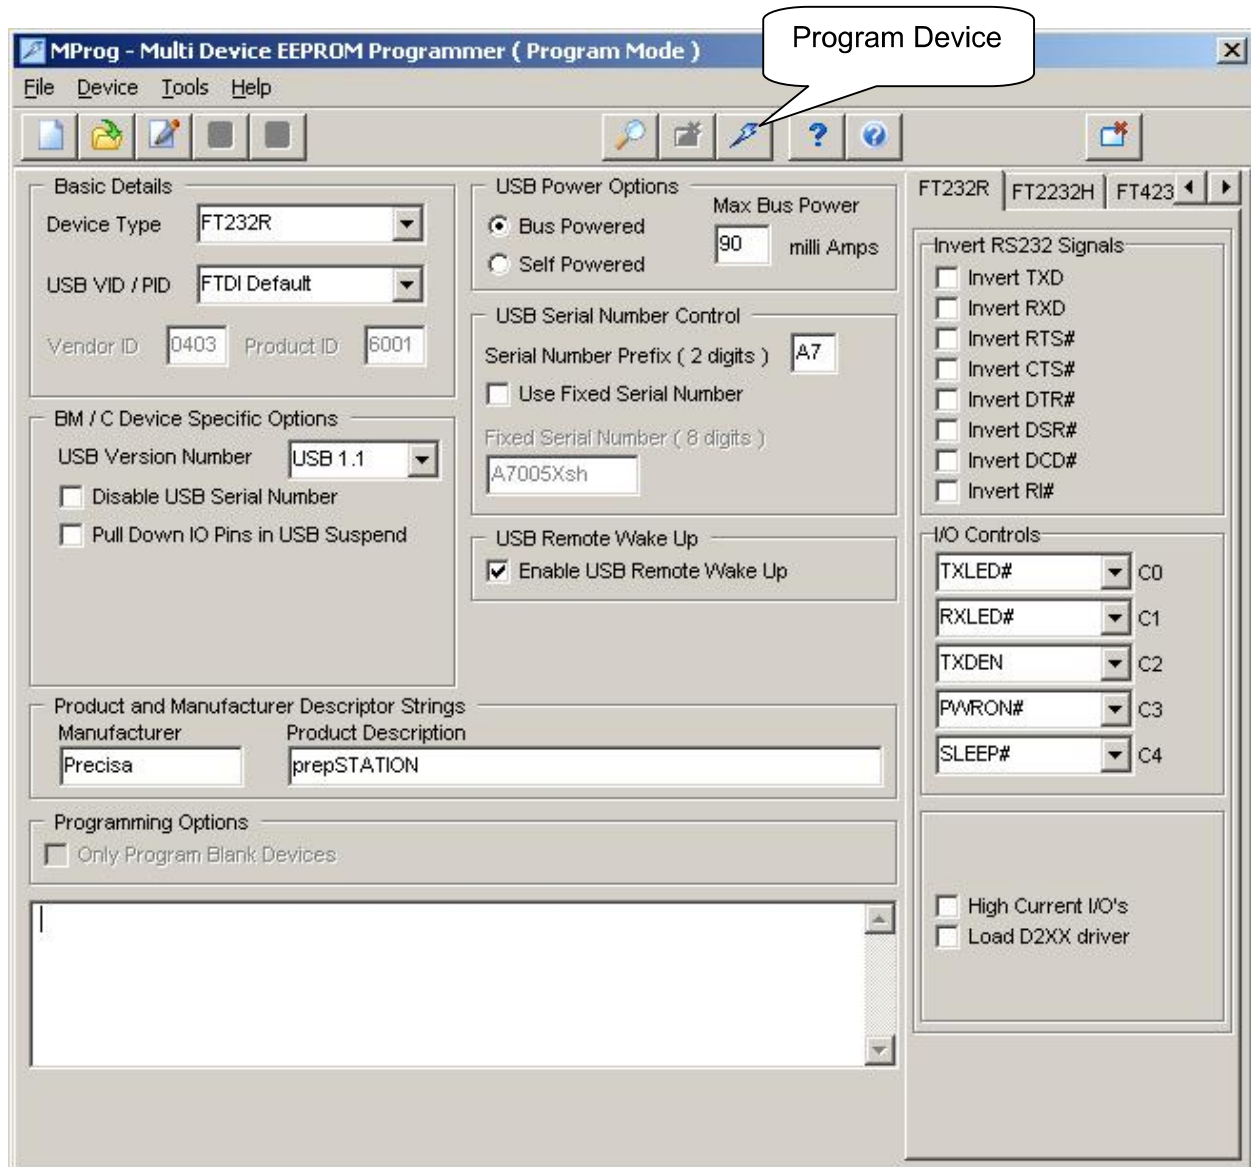 Program Device
MProg - Multi Device EEPROM Programmer ( Program Mode )
File Device Tools Help
Basic Details
Device Type FT232R
USB VID / PID FTDI Default
Vendor ID 0403 Product ID 6001
BM / C Device Specific Options
USB Version Number USB 1.1
Disable USB Serial Number
Pull Down IO Pins in USB Suspend
USB Power Options
Bus Powered
Self Powered
Max Bus Power
90 milli Amps
USB Serial Number Control
Serial Number Prefix ( 2 digits ) A7
Use Fixed Serial Number
Fixed Serial Number ( 8 digits )
A7005Xsh
USB Remote Wake Up
Enable USB Remote Wake Up
Product and Manufacturer Descriptor Strings
Manufacturer Product Description
Precisa prepSTATION
Programming Options
Only Program Blank Devices
FT232R FT2232H FT423
Invert RS232 Signals
Invert TXD
Invert RXD
Invert RTS#
Invert CTS#
Invert DTR#
Invert DSR#
Invert DCD#
Invert RI#
I/O Controls
TXLED# C0
RXLED# C1
TXDEN C2
PWRON# C3
SLEEP# C4
High Current I/O's
Load D2XX driver